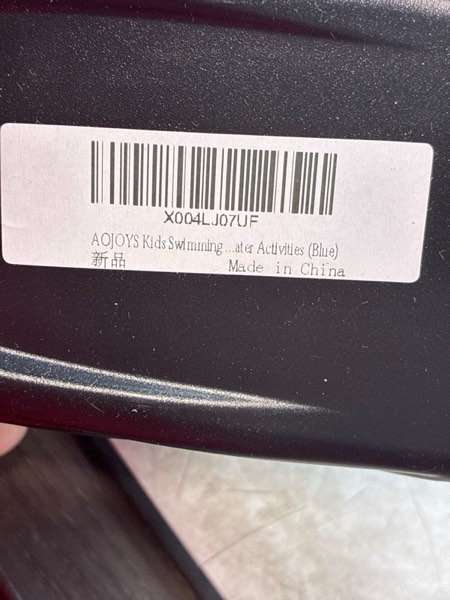 X004LJ07UF
AOJOYS Kids Swimming ...ater Activities (Blue)
新品
Made in China